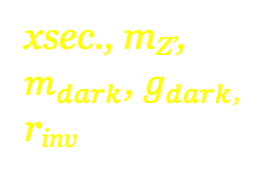 xsec., m_Z',
m_dark, g_dark,
r_inv